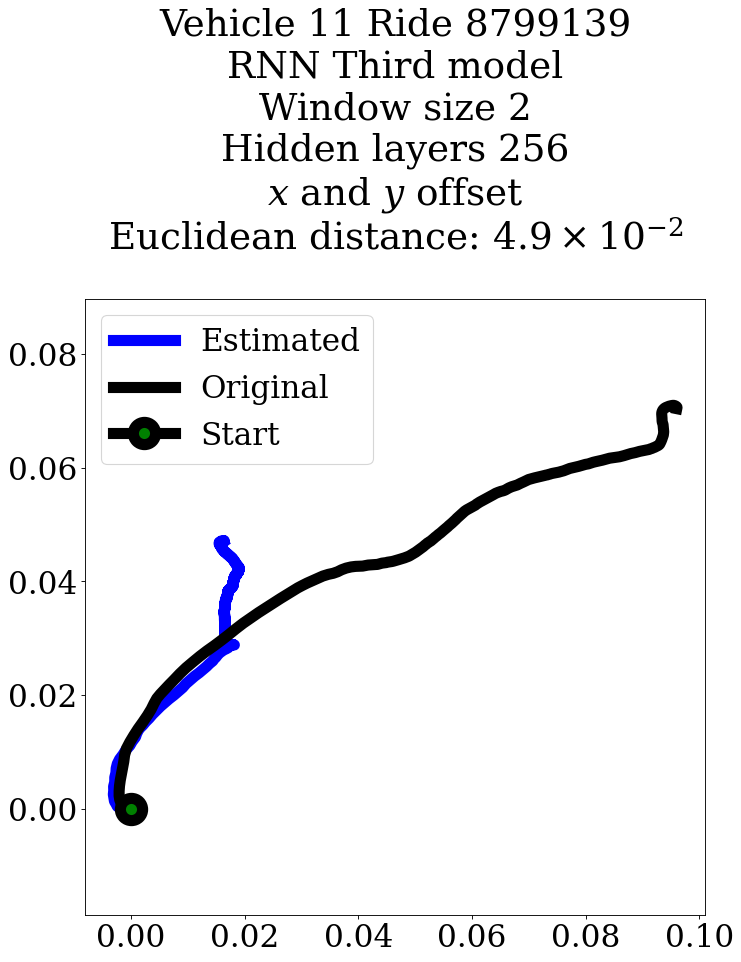 Vehicle 11 Ride 8799139
RNN Third model
Window size 2
Hidden layers 256
x and y offset
Euclidean distance: 4.9 × 10⁻²
Estimated
Original
Start
0.08
0.06
0.04
0.02
0.00
0.00 0.02 0.04 0.06 0.08 0.10